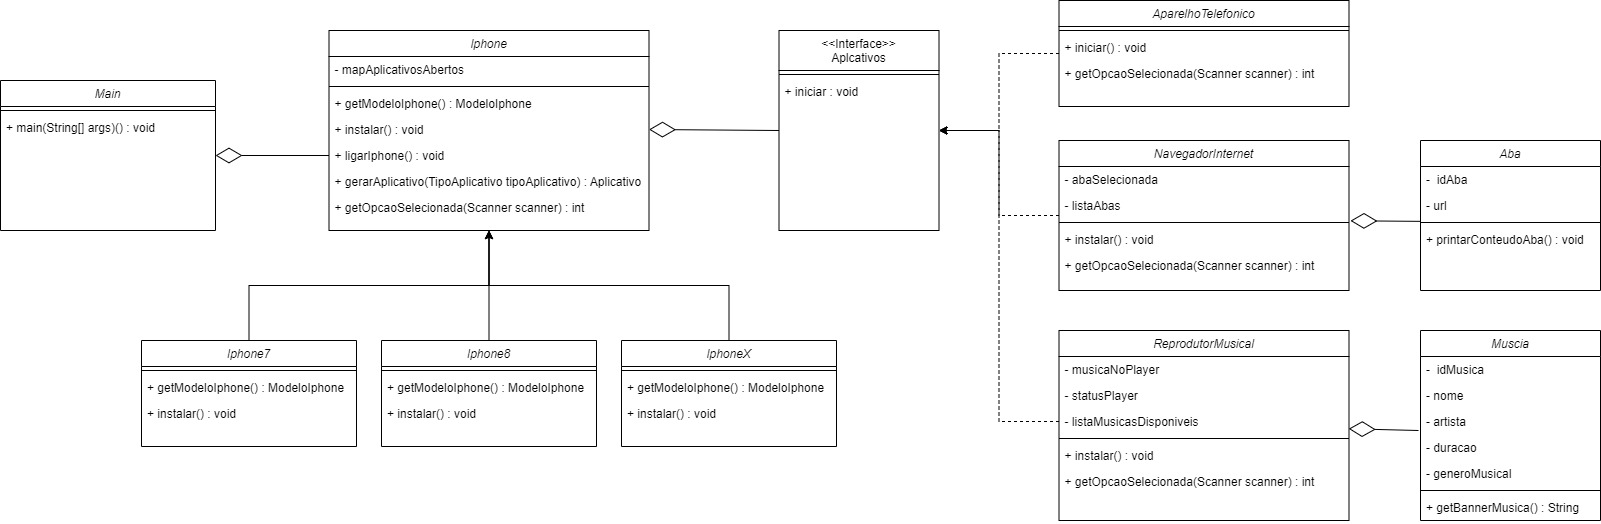 Main
+ main(String[] args)() : void
Iphone
- mapAplicativosAbertos
+ getModeloIphone() : ModeloIphone
+ instalar() : void
+ ligarIphone() : void
+ gerarAplicativo(TipoAplicativo tipoAplicativo) : Aplicativo
+ getOpcaoSelecionada(Scanner scanner) : int
<<Interface>>
Aplcativos
+ iniciar : void
AparelhoTelefonico
+ iniciar() : void
+ getOpcaoSelecionada(Scanner scanner) : int
NavegadorInternet
- abaSelecionada
- listaAbas
+ instalar() : void
+ getOpcaoSelecionada(Scanner scanner) : int
Aba
- idAba
- url
+ printarConteudoAba() : void
Iphone7
+ getModeloIphone() : ModeloIphone
+ instalar() : void
Iphone8
+ getModeloIphone() : ModeloIphone
+ instalar() : void
IphoneX
+ getModeloIphone() : ModeloIphone
+ instalar() : void
ReprodutorMusical
- musicaNoPlayer
- statusPlayer
- listaMusicasDisponiveis
+ instalar() : void
+ getOpcaoSelecionada(Scanner scanner) : int
Muscia
- idMusica
- nome
- artista
- duracao
- generoMusical
+ getBannerMusica() : String